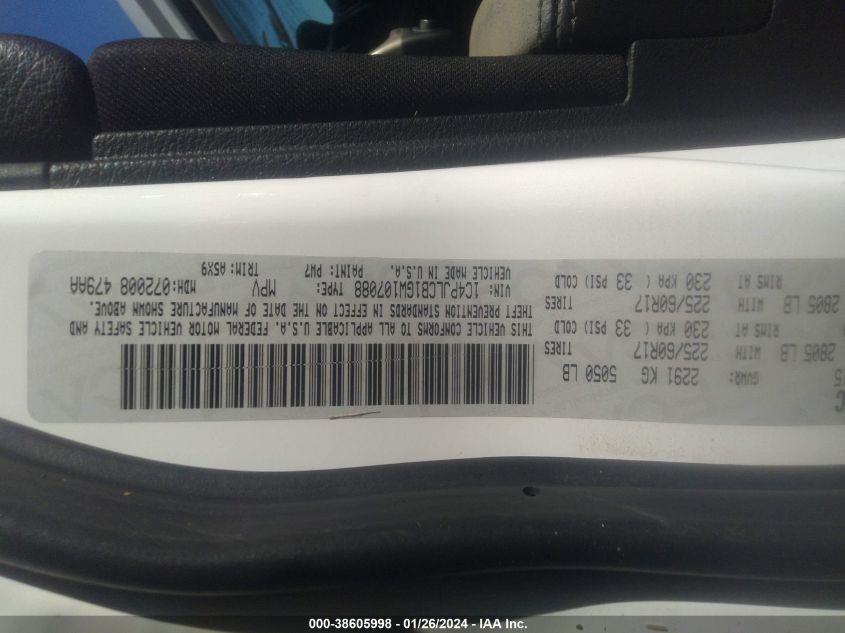 GVWR: 2291 KG 5050 LB
2805 LB WITH 225/60R17 TIRES
RIMS AT 230 KPA ( 33 PSI) COLD
2805 LB WITH 225/60R17 TIRES
RIMS AT 230 KPA ( 33 PSI) COLD
THIS VEHICLE CONFORMS TO ALL APPLICABLE U.S.A. FEDERAL MOTOR VEHICLE SAFETY AND
THEFT PREVENTION STANDARDS IN EFFECT ON THE DATE OF MANUFACTURE SHOWN ABOVE.
VIN: 1C4PJLCB1GW107088 TYPE: MPV MDH: 072008 479AA
VEHICLE MADE IN U.S.A. PAINT: PW7 TRIM: A5X9
000-38605998 - 01/26/2024 - IAA Inc.